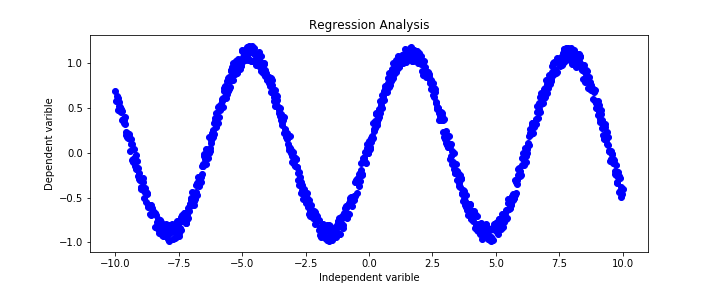 Regression Analysis
1.0
0.5
0.0
−0.5
−1.0
Dependent varible
−10.0 −7.5 −5.0 −2.5 0.0 2.5 5.0 7.5 10.0
Independent varible